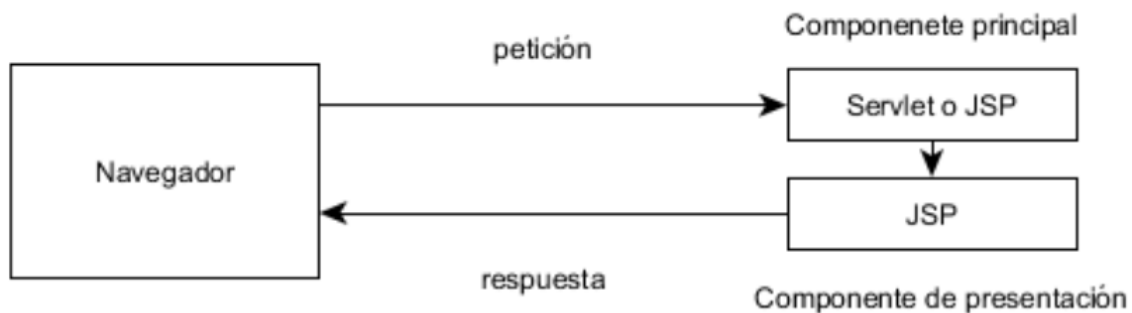 Componenete principal
petición
Servlet o JSP
Navegador
JSP
respuesta
Componente de presentación